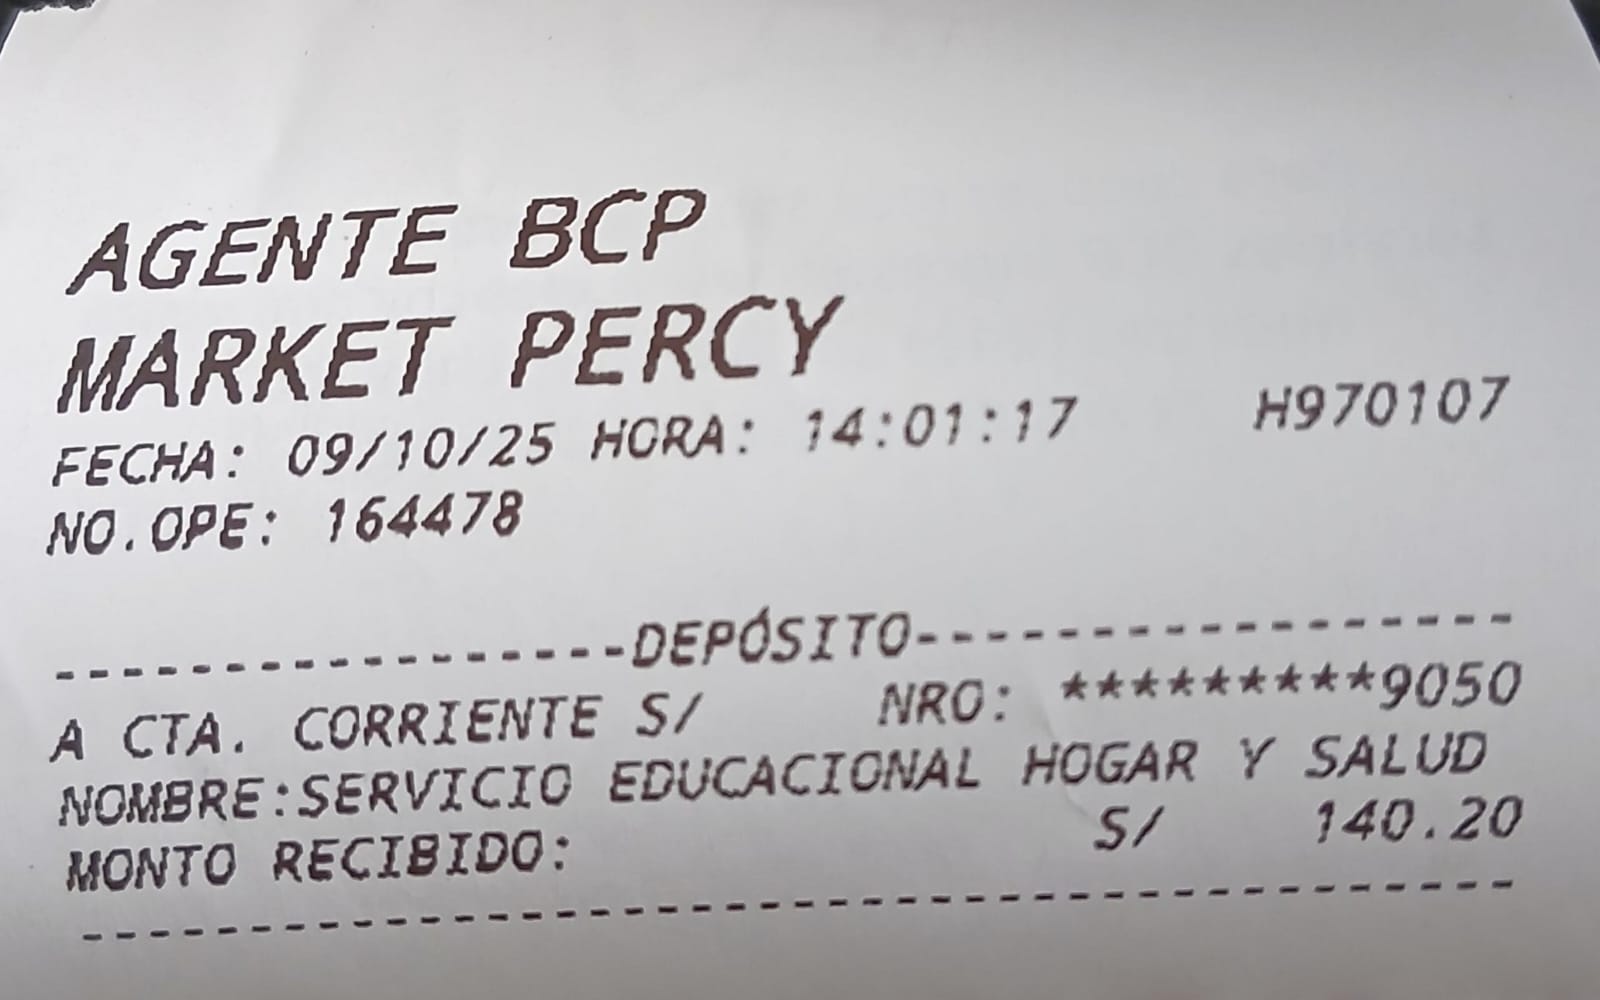 AGENTE BCP
MARKET PERCY
FECHA: 09/10/25 HORA: 14:01:17 H970107
NO.OPE: 164478
-----------------DEPÓSITO------------------
A CTA. CORRIENTE S/ NRO: *********9050
NOMBRE:SERVICIO EDUCACIONAL HOGAR Y SALUD
MONTO RECIBIDO: S/ 140.20
-------------------------------------------